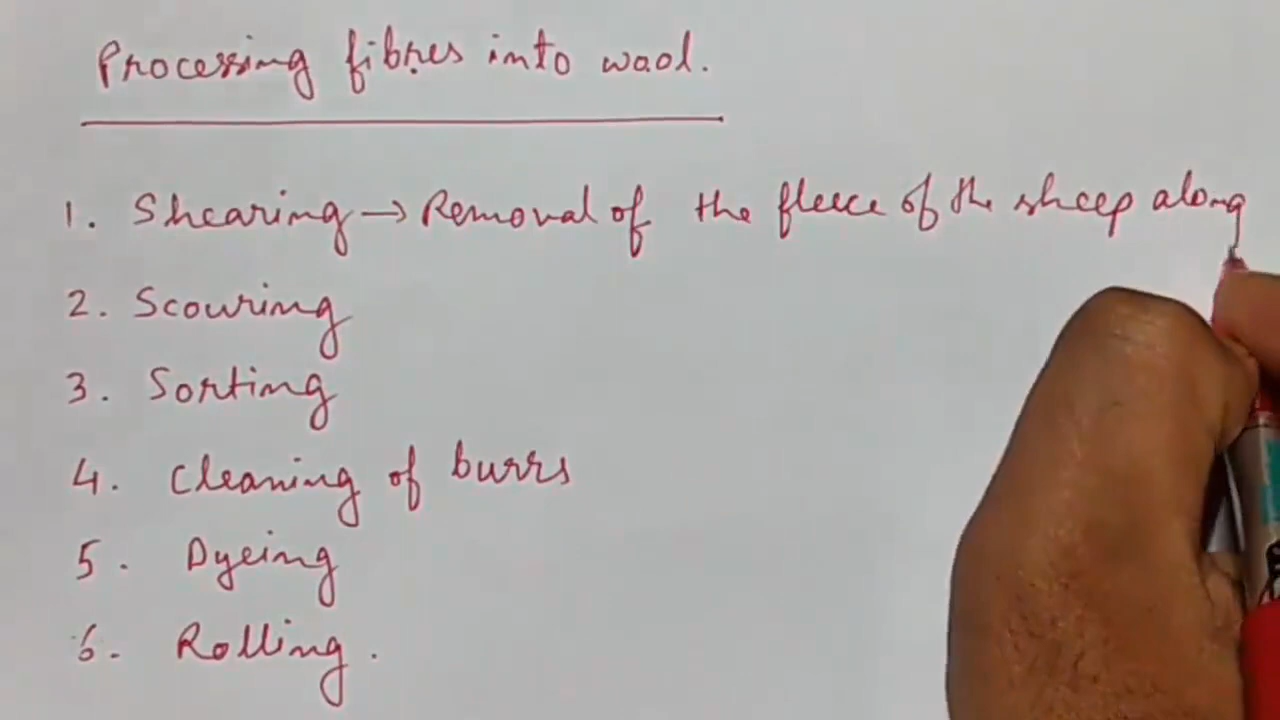 Processing fibres into wool.
1. Shearing → Removal of the fleece of the sheep along
2. Scouring
3. Sorting
4. Cleaning of burrs
5. Dyeing
6. Rolling.